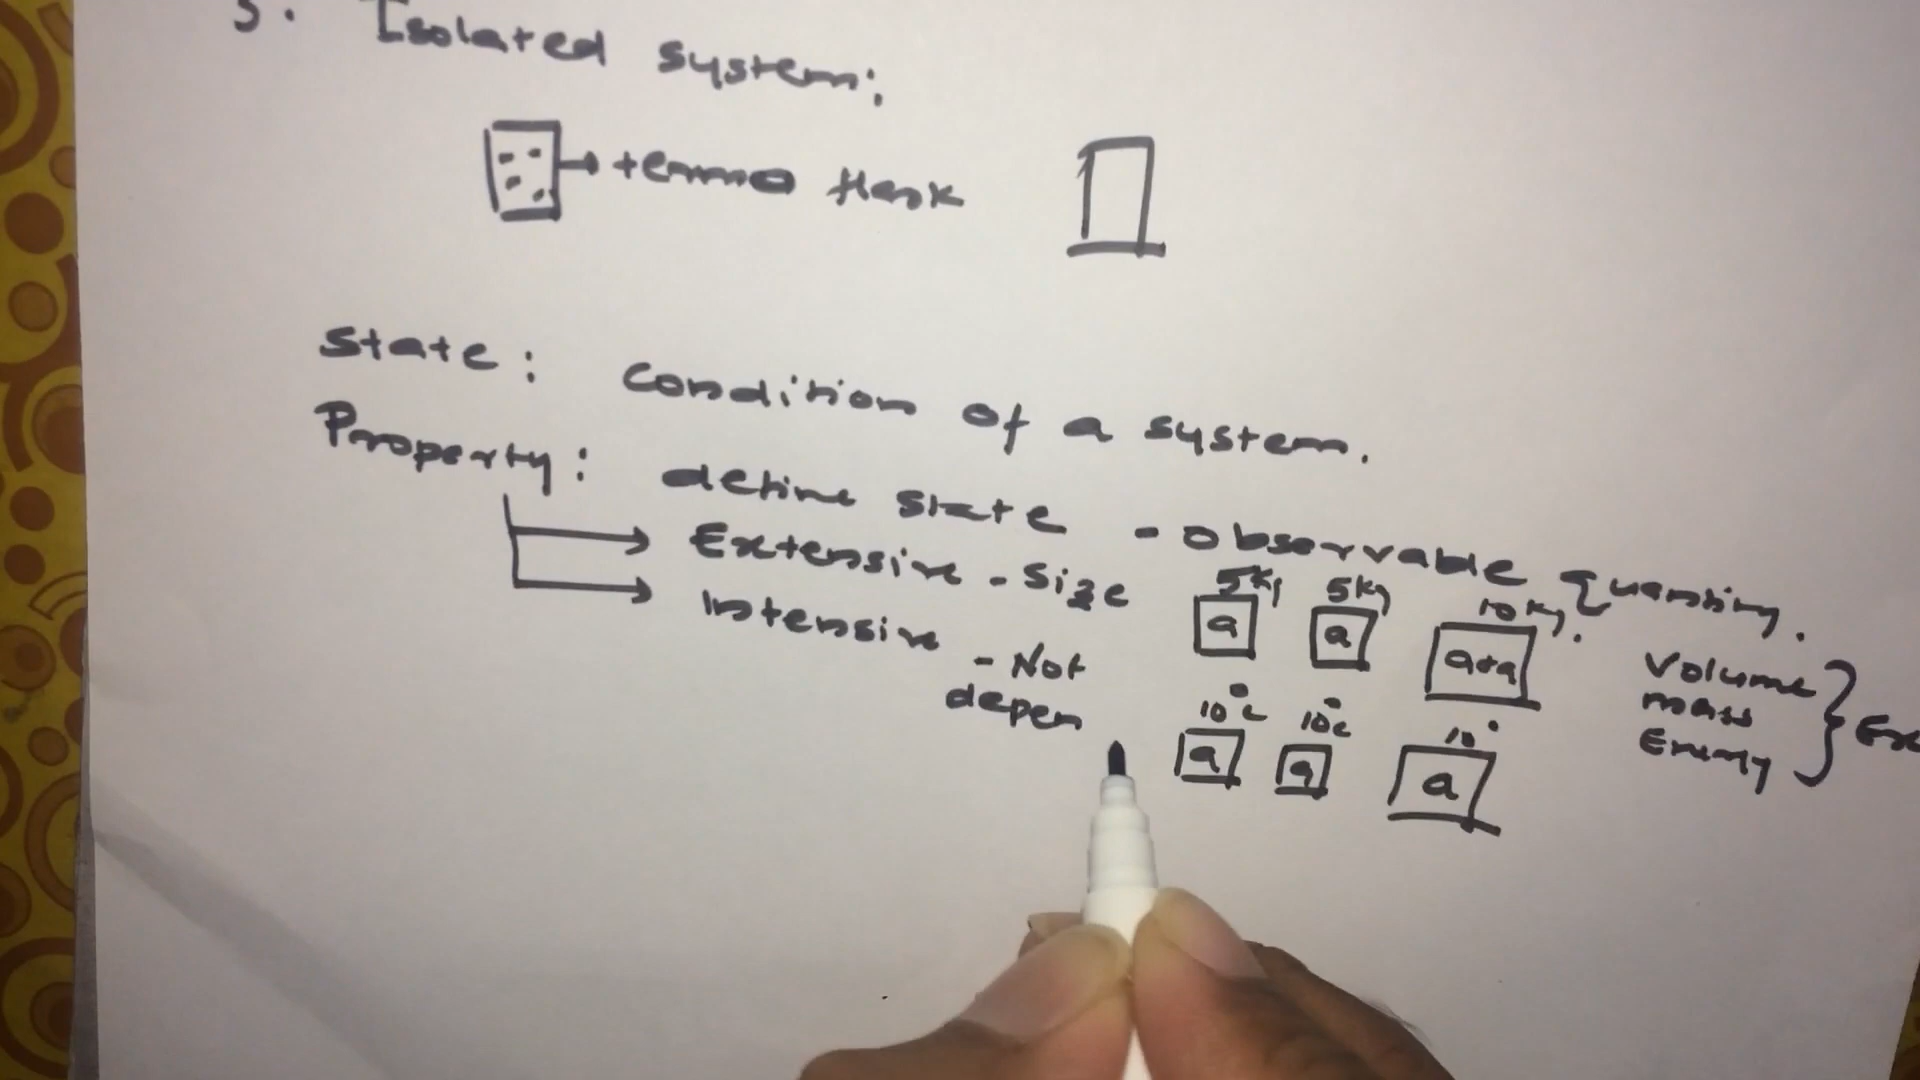 3. Isolated system:
→ termo flask
State: condition of a system.
Property: define state - observable quantity.
→ Extensive - Size
5kg 5kg 10kg.
a a a+a
→ Intensive - Not
depen
10°c 10°c 10°
a a a
Volume
mass
Energy
} Ex